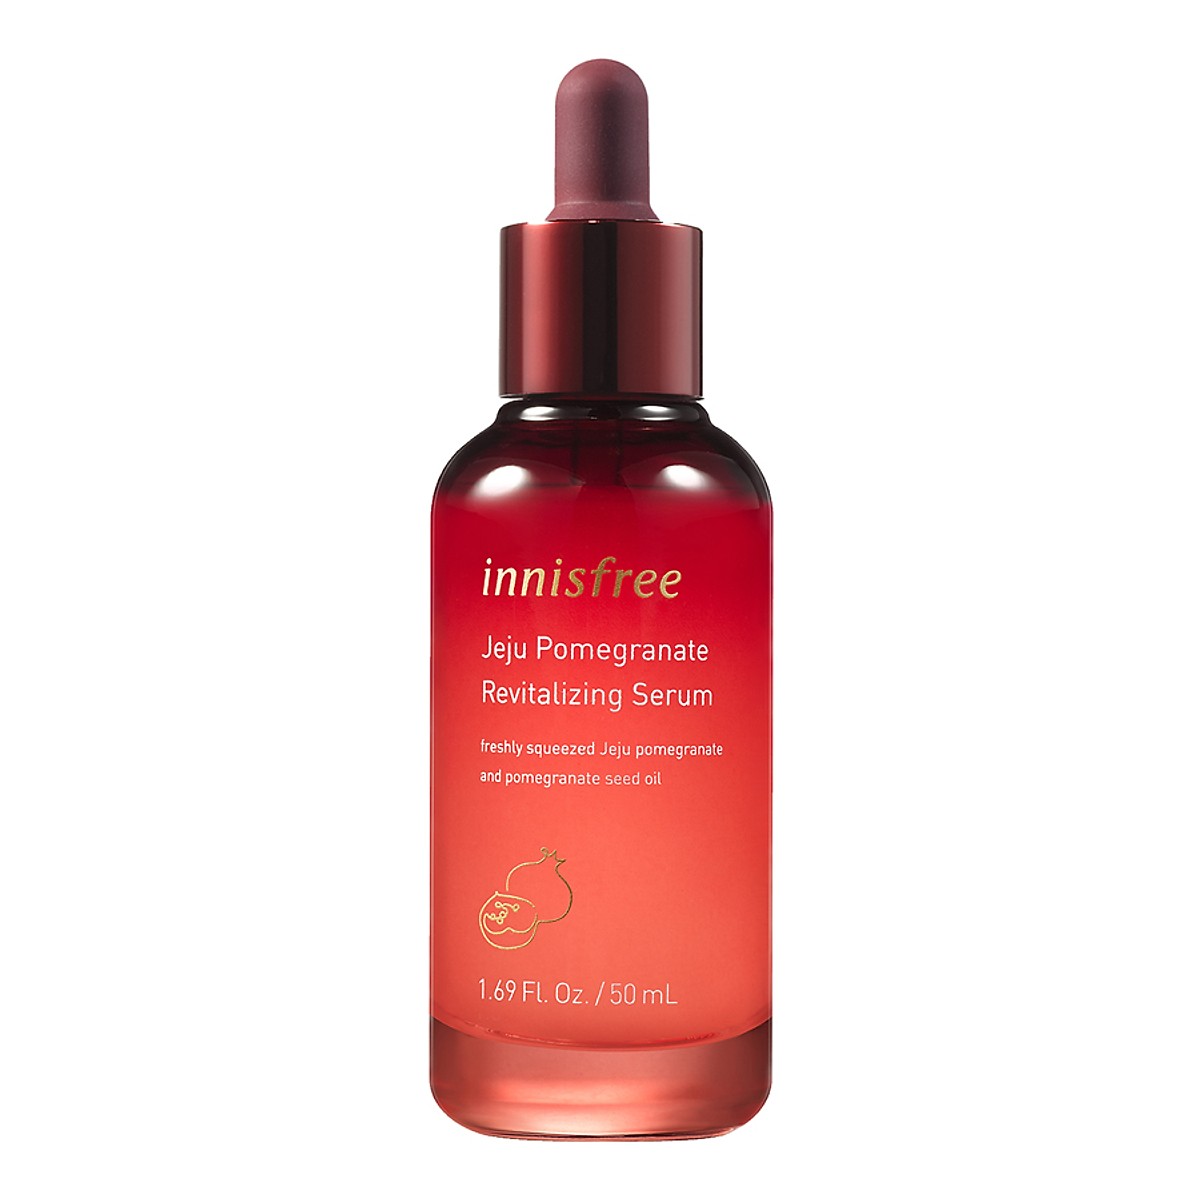 innisfree
Jeju Pomegranate
Revitalizing Serum
freshly squeezed Jeju pomegranate
and pomegranate seed oil
1.69 Fl. Oz. / 50 mL